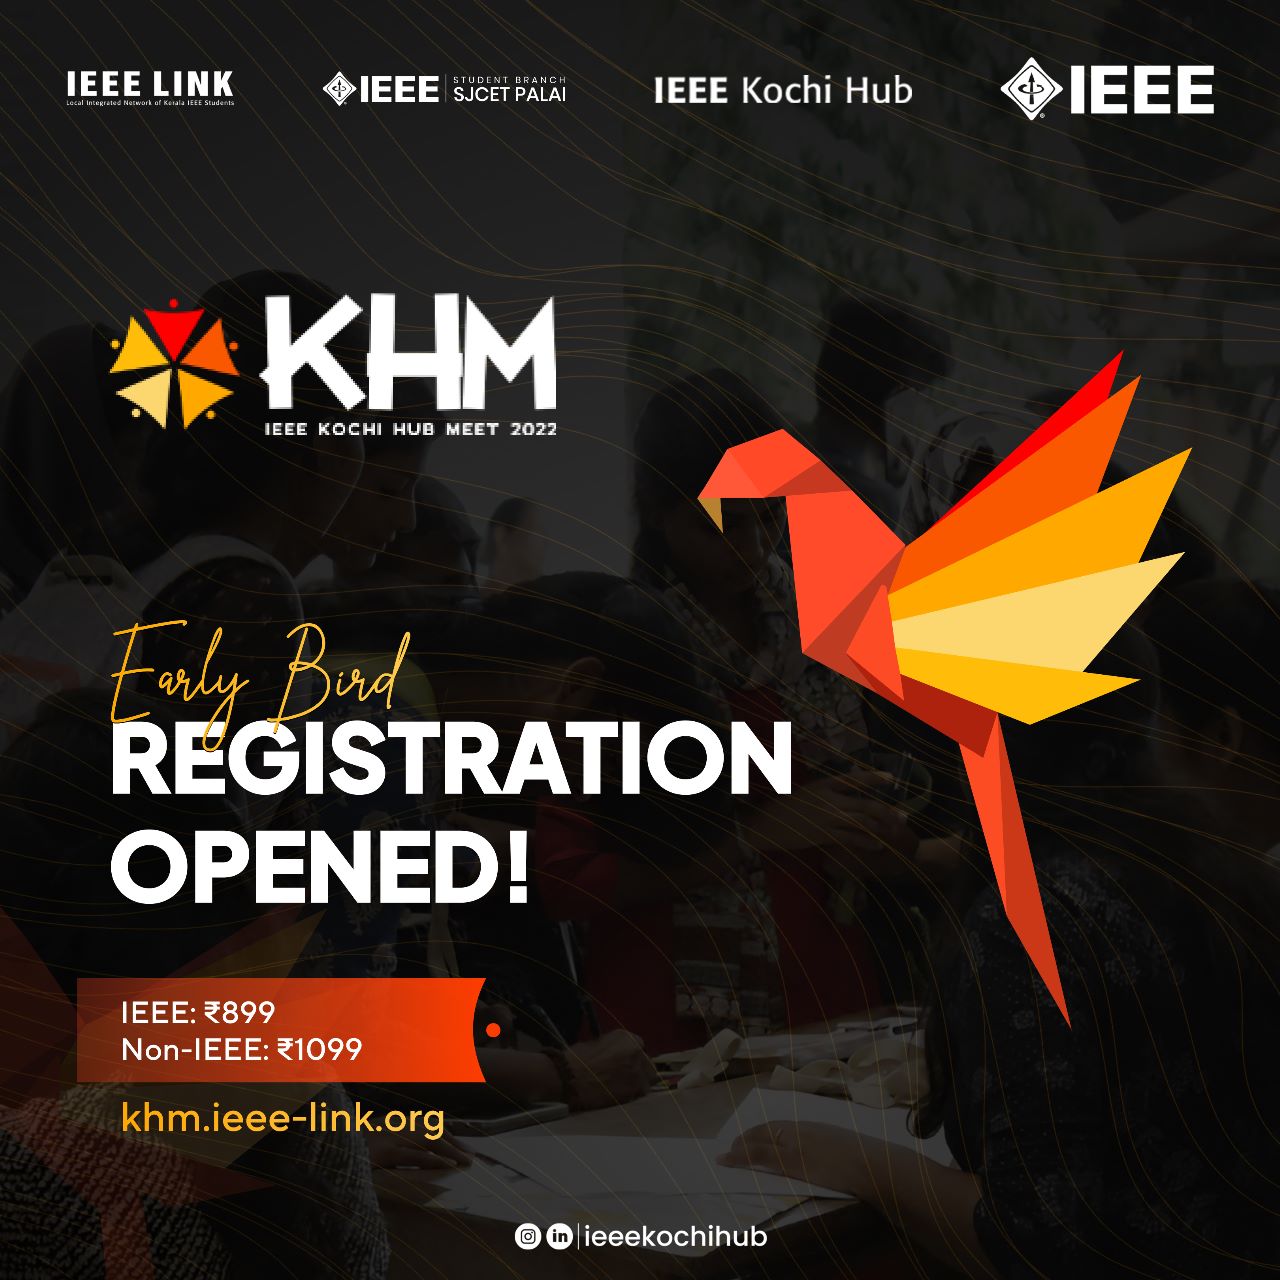 IEEE LINK
Local Integrated Network of Kerala IEEE Students
IEEE
STUDENT BRANCH
SJCET PALAI
IEEE Kochi Hub
IEEE
KHM
IEEE KOCHI HUB MEET 2022
Early Bird
REGISTRATION
OPENED!
IEEE: ₹899
Non-IEEE: ₹1099
khm.ieee-link.org
in
ieeekochihub